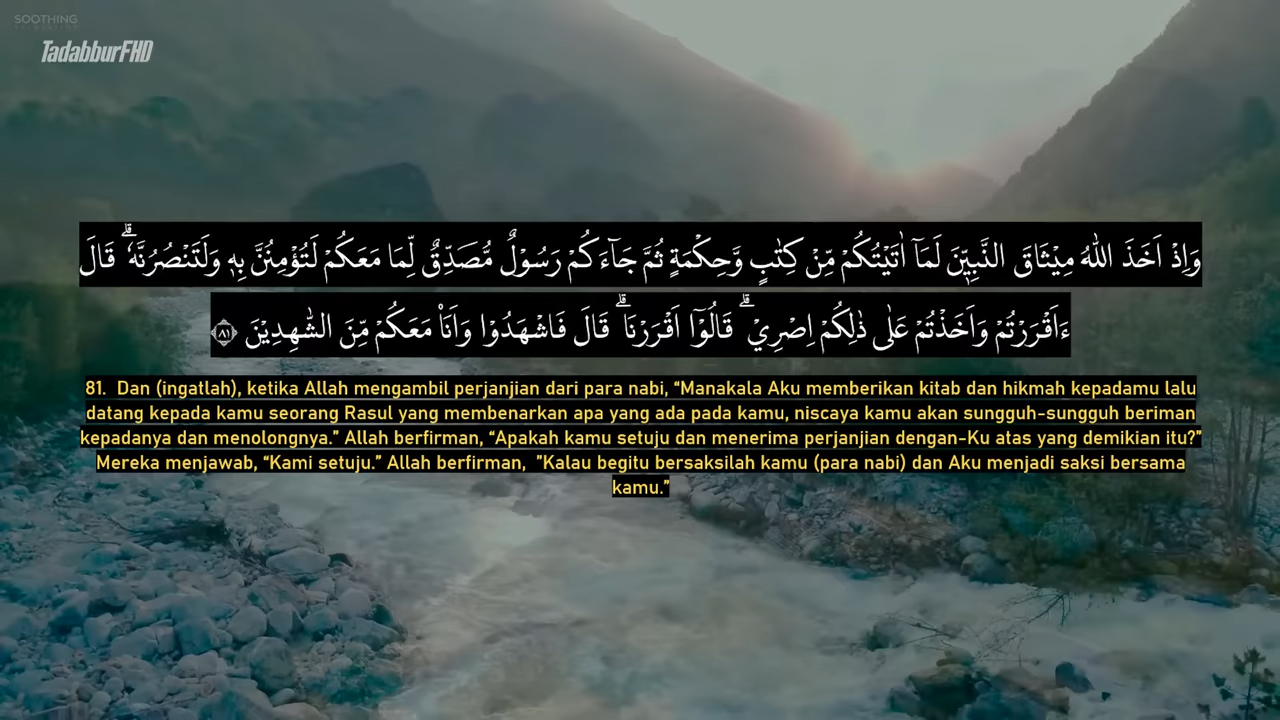 SOOTHING
TadabburFHD
وَاِذْ اَخَذَ اللّٰهُ مِيْثَاقَ النَّبِيّٖنَ لَمَآ اٰتَيْتُكُمْ مِّنْ كِتٰبٍ وَّحِكْمَةٍ ثُمَّ جَاۤءَكُمْ رَسُوْلٌ مُّصَدِّقٌ لِّمَا مَعَكُمْ لَتُؤْمِنُنَّ بِهٖ وَلَتَنْصُرُنَّهٗ ۗ قَالَ
ءَاَقْرَرْتُمْ وَاَخَذْتُمْ عَلٰى ذٰلِكُمْ اِصْرِيْ ۗ قَالُوْٓا اَقْرَرْنَا ۗ قَالَ فَاشْهَدُوْا وَاَنَا۠ مَعَكُمْ مِّنَ الشّٰهِدِيْنَ ٨١
81. Dan (ingatlah), ketika Allah mengambil perjanjian dari para nabi, “Manakala Aku memberikan kitab dan hikmah kepadamu lalu
datang kepada kamu seorang Rasul yang membenarkan apa yang ada pada kamu, niscaya kamu akan sungguh-sungguh beriman
kepadanya dan menolongnya.” Allah berfirman, “Apakah kamu setuju dan menerima perjanjian dengan-Ku atas yang demikian itu?”
Mereka menjawab, “Kami setuju.” Allah berfirman, "Kalau begitu bersaksilah kamu (para nabi) dan Aku menjadi saksi bersama
kamu.”